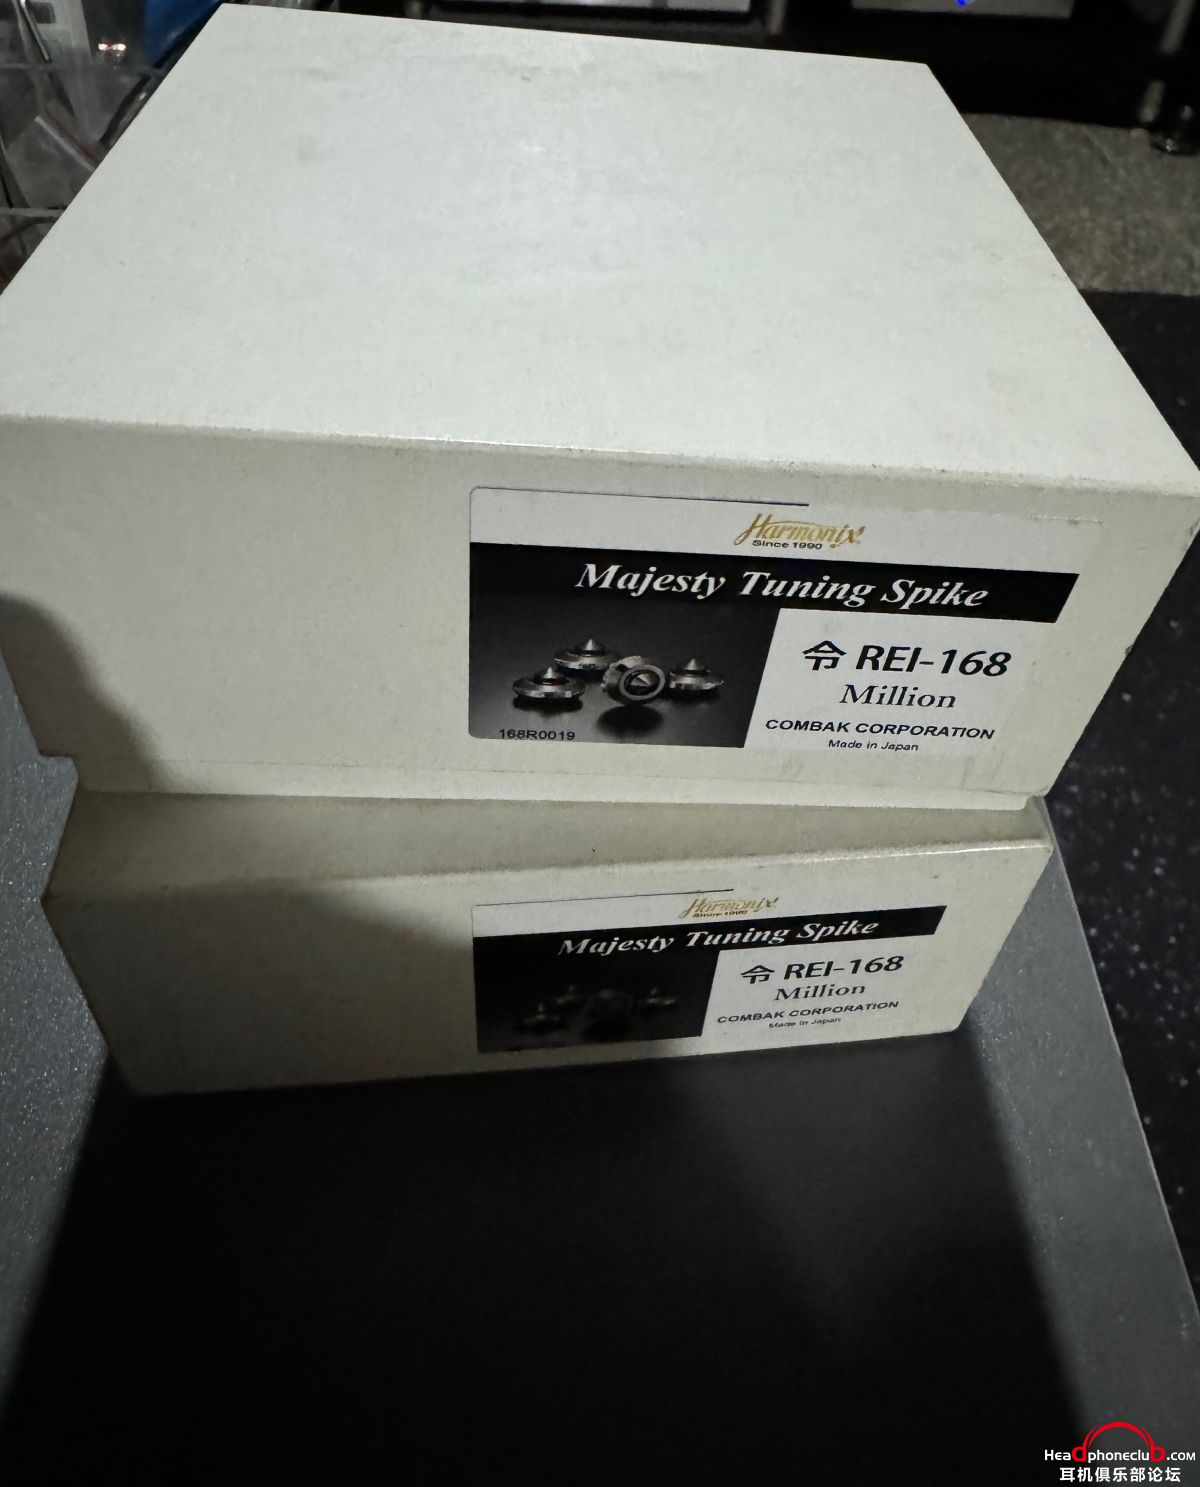 Harmonix
Since 1990
Majesty Tuning Spike
令 REI-168
Million
COMBAK CORPORATION
Made in Japan
168R0019
Harmonix
Since 1990
Majesty Tuning Spike
令 REI-168
Million
COMBAK CORPORATION
Made in Japan
Headphoneclub.com
耳机俱乐部论坛